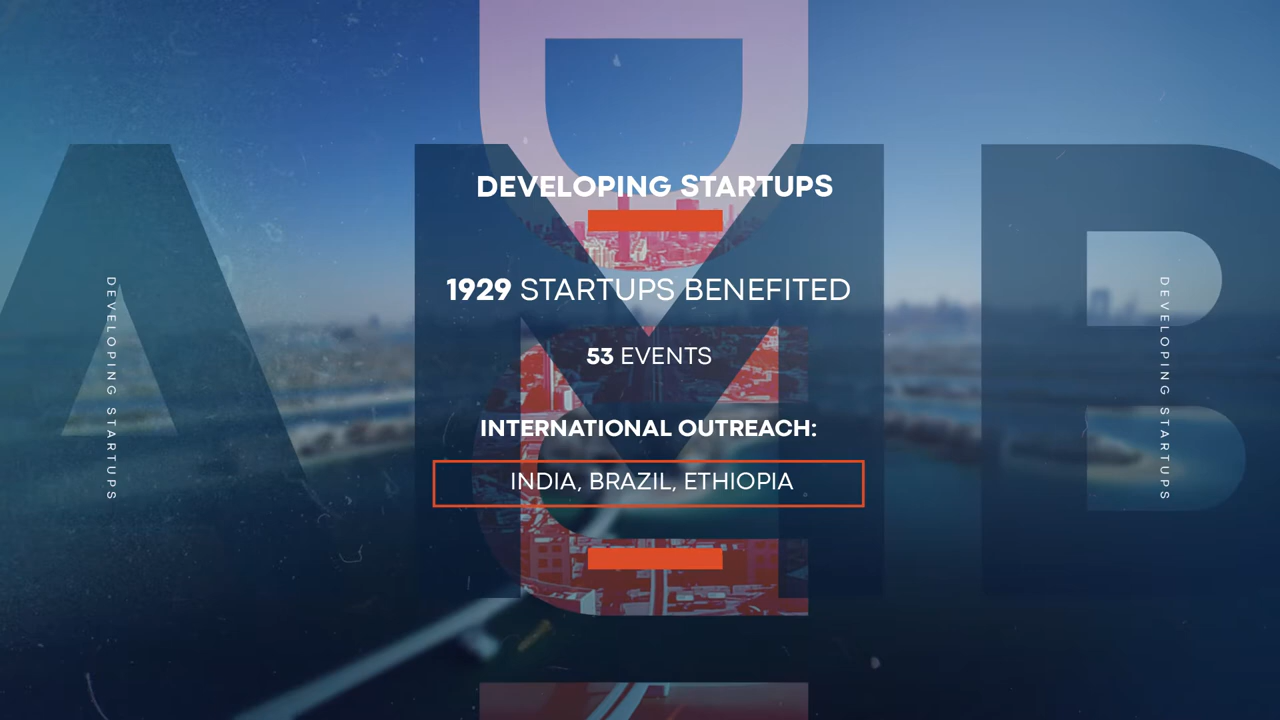 DEVELOPING STARTUPS
1929 STARTUPS BENEFITED
53 EVENTS
INTERNATIONAL OUTREACH:
INDIA, BRAZIL, ETHIOPIA
DEVELOPING STARTUPS
DEVELOPING STARTUPS